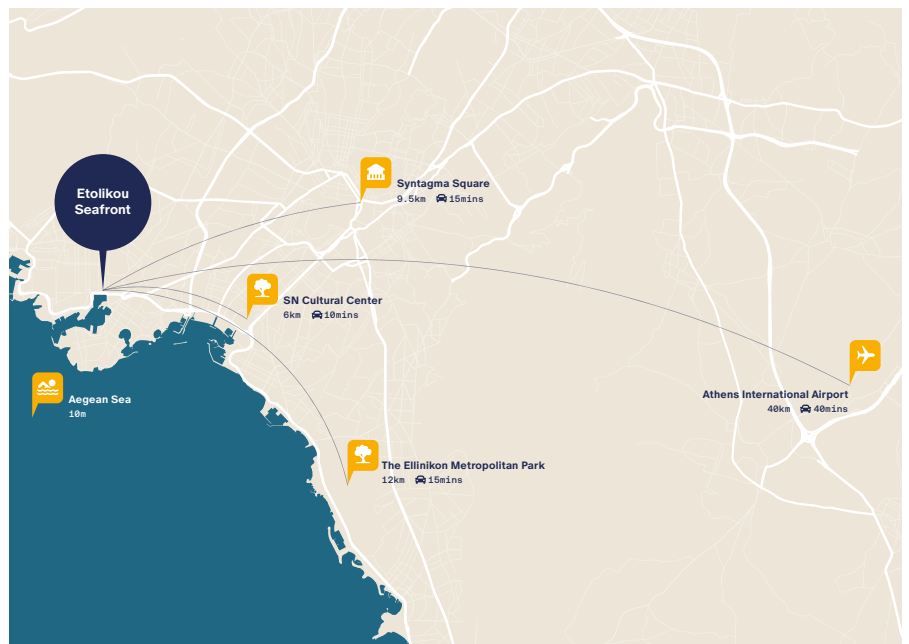 Etolikou
Seafront
Syntagma Square
9.5km 15mins
SN Cultural Center
6km 10mins
Athens International Airport
40km 40mins
Aegean Sea
10m
The Ellinikon Metropolitan Park
12km 15mins